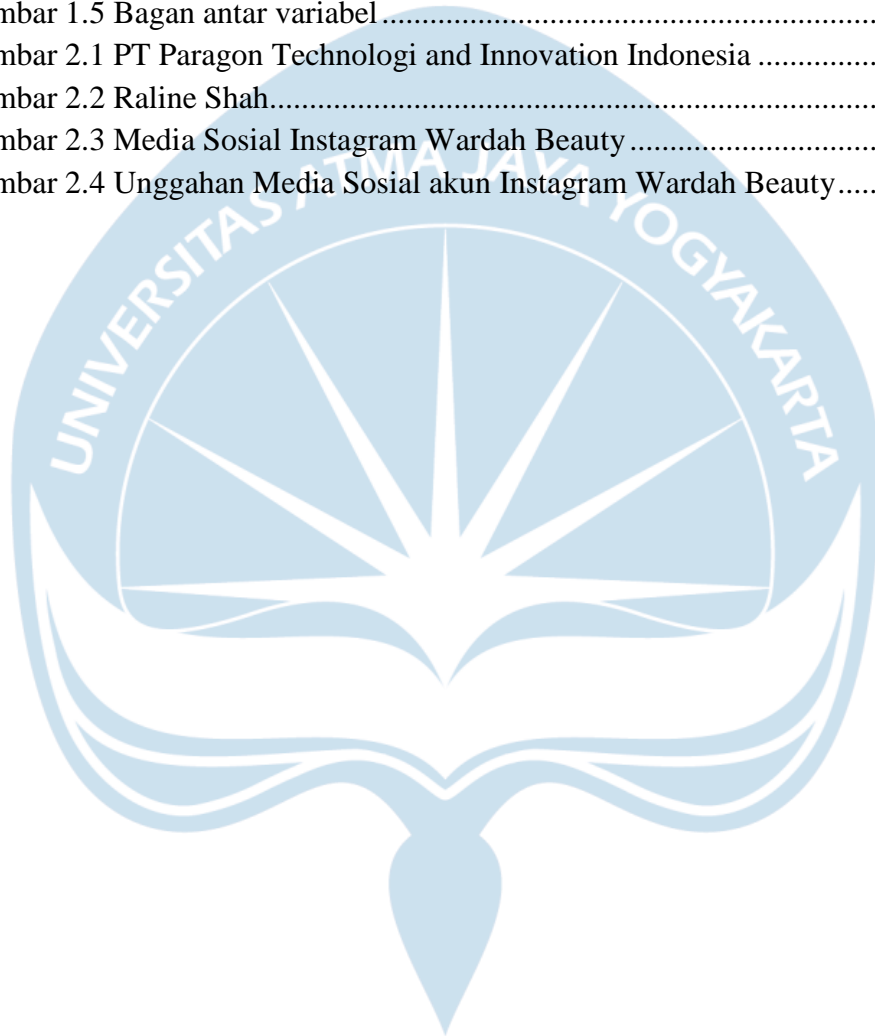 mbar 1.5 Bagan antar variabel
mbar 2.1 PT Paragon Technologi and Innovation Indonesia
mbar 2.2 Raline Shah
mbar 2.3 Media Sosial Instagram Wardah Beauty
mbar 2.4 Unggahan Media Sosial akun Instagram Wardah Beauty
UNIVERSITAS ATMA JAYA YOGYAKARTA